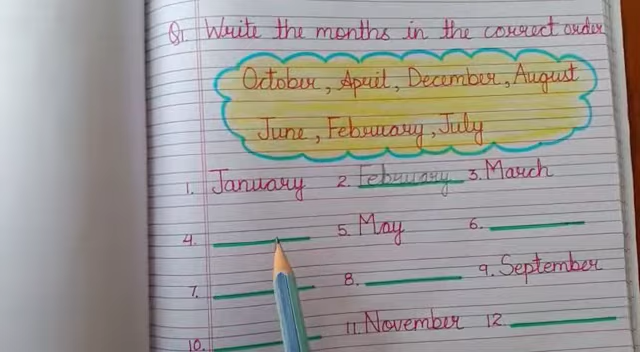 Q1. Write the months in the correct order
October, April, December, August
June, February, July
1. January 2. February 3. March
4. 5. May 6.
7. 8. 9. September
10. 11. November 12.